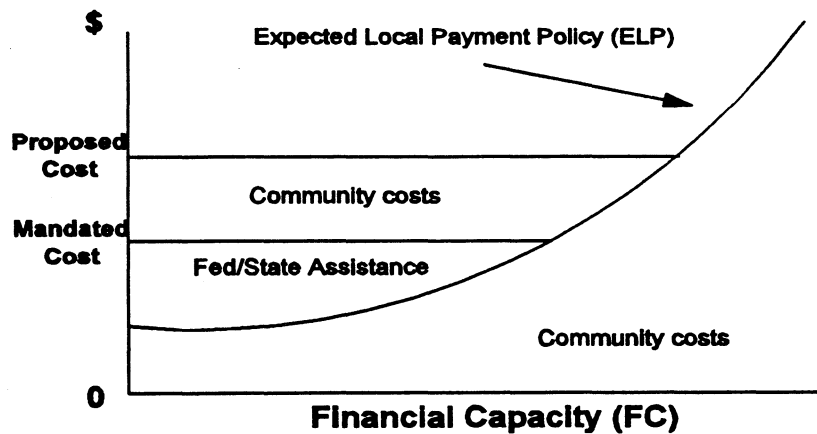 $
Expected Local Payment Policy (ELP)
Proposed
Cost
Community costs
Mandated
Cost
Fed/State Assistance
Community costs
0
Financial Capacity (FC)